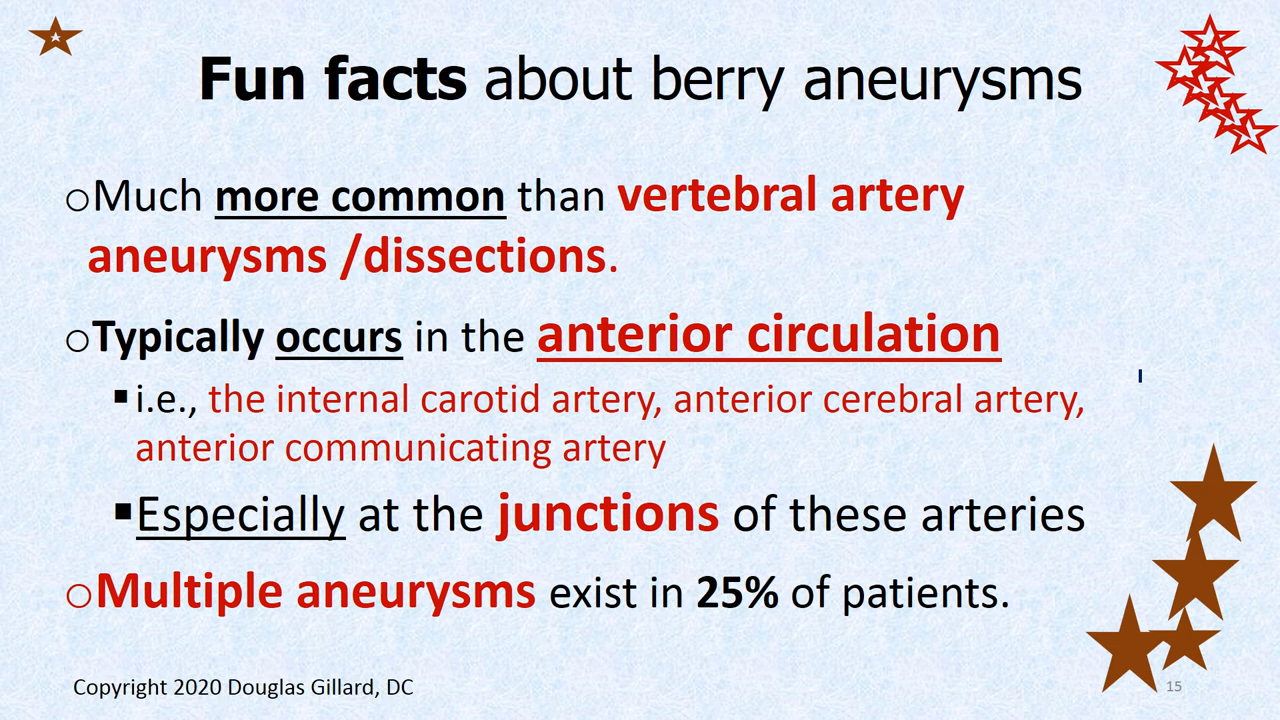 Fun facts about berry aneurysms
oMuch more common than vertebral artery
aneurysms /dissections.
oTypically occurs in the anterior circulation
▪i.e., the internal carotid artery, anterior cerebral artery,
anterior communicating artery
▪Especially at the junctions of these arteries
oMultiple aneurysms exist in 25% of patients.
Copyright 2020 Douglas Gillard, DC
15